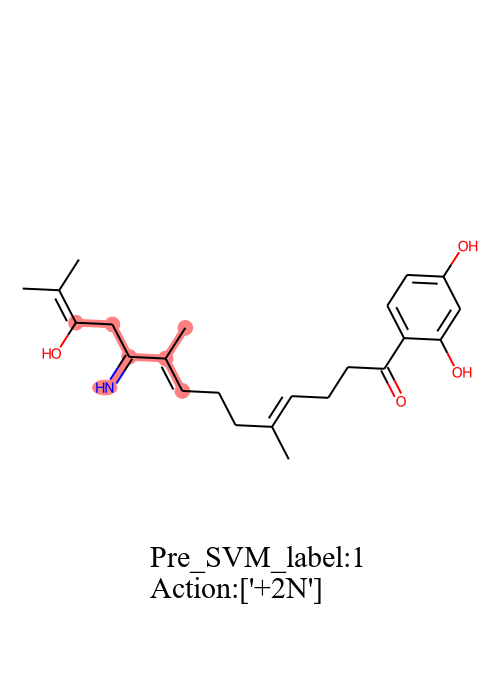 OH
HO
HN
OH
O
Pre_SVM_label:1
Action:['+2N']